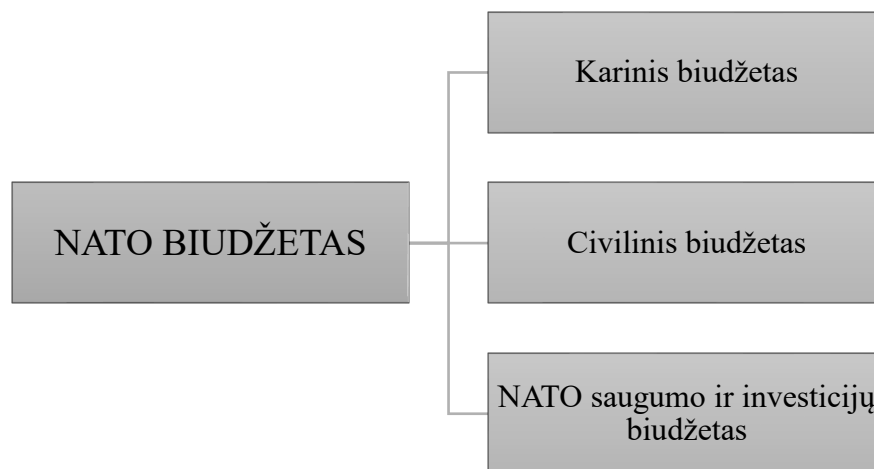 Karinis biudžetas
NATO BIUDŽETAS
Civilinis biudžetas
NATO saugumo ir investicijų
biudžetas